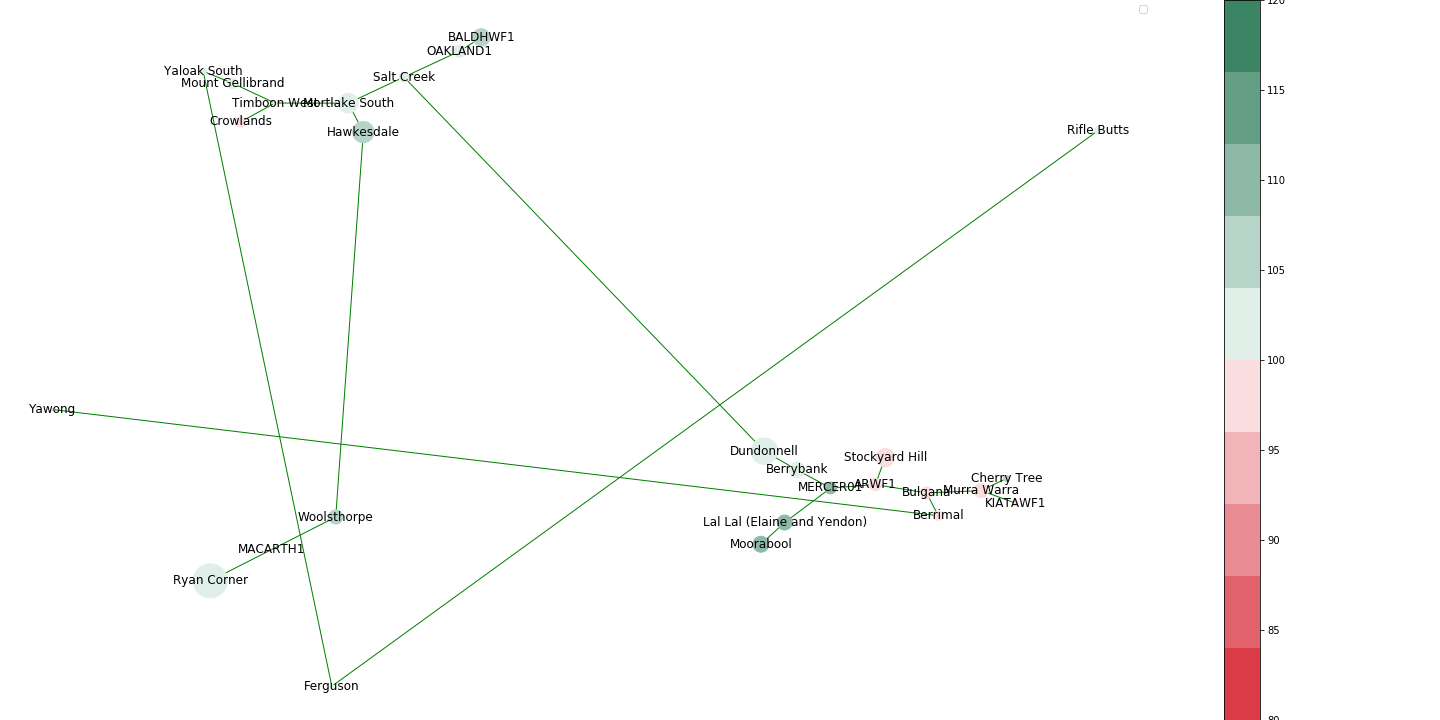 BALDHWF1
OAKLAND1
Yaloak South
Salt Creek
Mount Gellibrand
Timboon West
Mortlake South
Crowlands
Hawkesdale
Rifle Butts
Yawong
Dundonnell
Stockyard Hill
Berrybank
Cherry Tree
MERCER01
ARWF1
Bulgana
Murra Warra
KIATAWF1
Berrimal
Woolsthorpe
Lal Lal (Elaine and Yendon)
Moorabool
MACARTH1
Ryan Corner
Ferguson
120
115
110
105
100
95
90
85
80